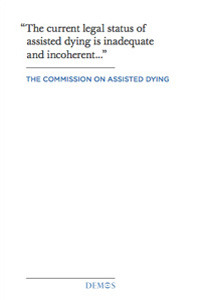 “The current legal status of
assisted dying is inadequate
and incoherent...”
THE COMMISSION ON ASSISTED DYING
DEMOS